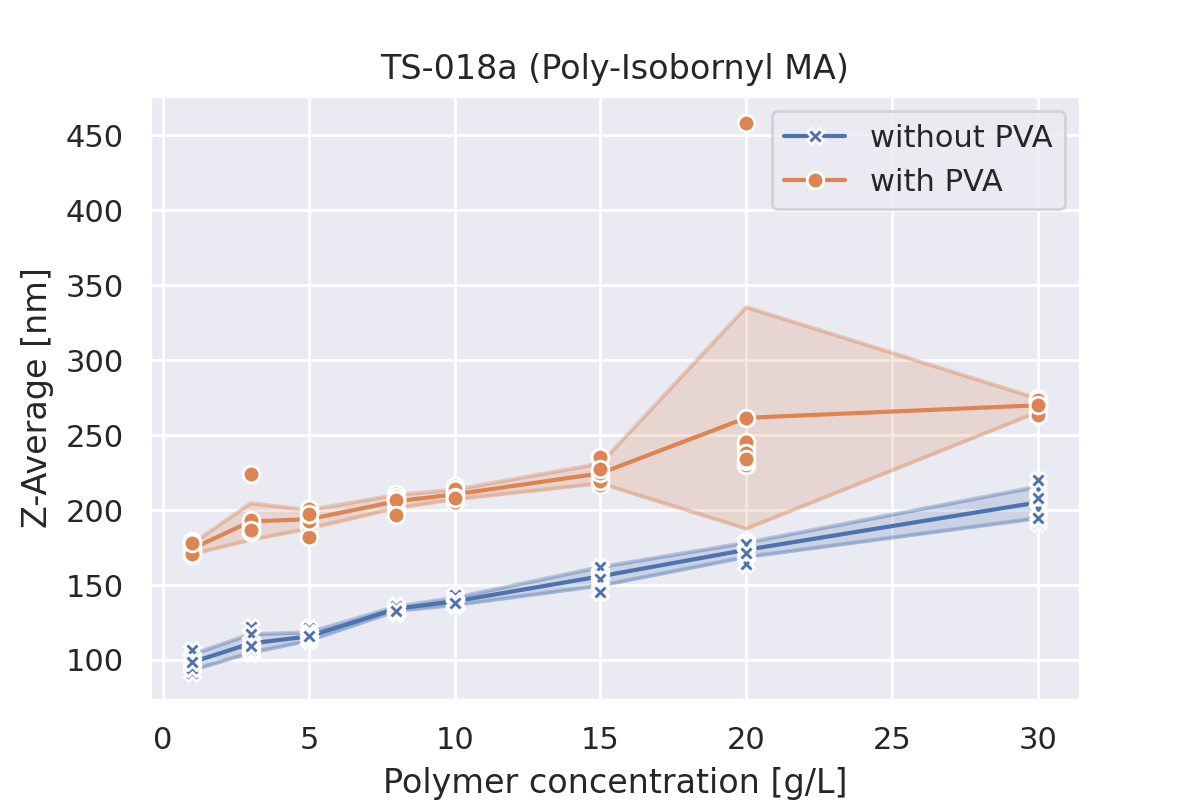 TS-018a (Poly-Isobornyl MA)
without PVA
with PVA
Z-Average [nm]
450
400
350
300
250
200
150
100
0 5 10 15 20 25 30
Polymer concentration [g/L]